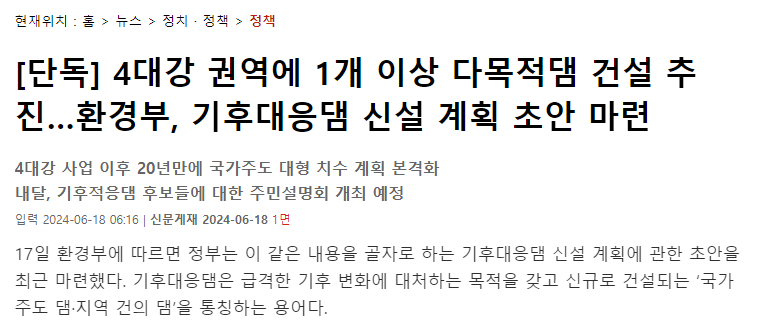 현재위치 : 홈 > 뉴스 > 정치 · 정책 > 정책
[단독] 4대강 권역에 1개 이상 다목적댐 건설 추
진…환경부, 기후대응댐 신설 계획 초안 마련
4대강 사업 이후 20년만에 국가주도 대형 치수 계획 본격화
내달, 기후적응댐 후보들에 대한 주민설명회 개최 예정
입력 2024-06-18 06:16 | 신문게재 2024-06-18 1면
17일 환경부에 따르면 정부는 이 같은 내용을 골자로 하는 기후대응댐 신설 계획에 관한 초안을
최근 마련했다. 기후대응댐은 급격한 기후 변화에 대처하는 목적을 갖고 신규로 건설되는 ‘국가
주도 댐·지역 건의 댐’을 통칭하는 용어다.